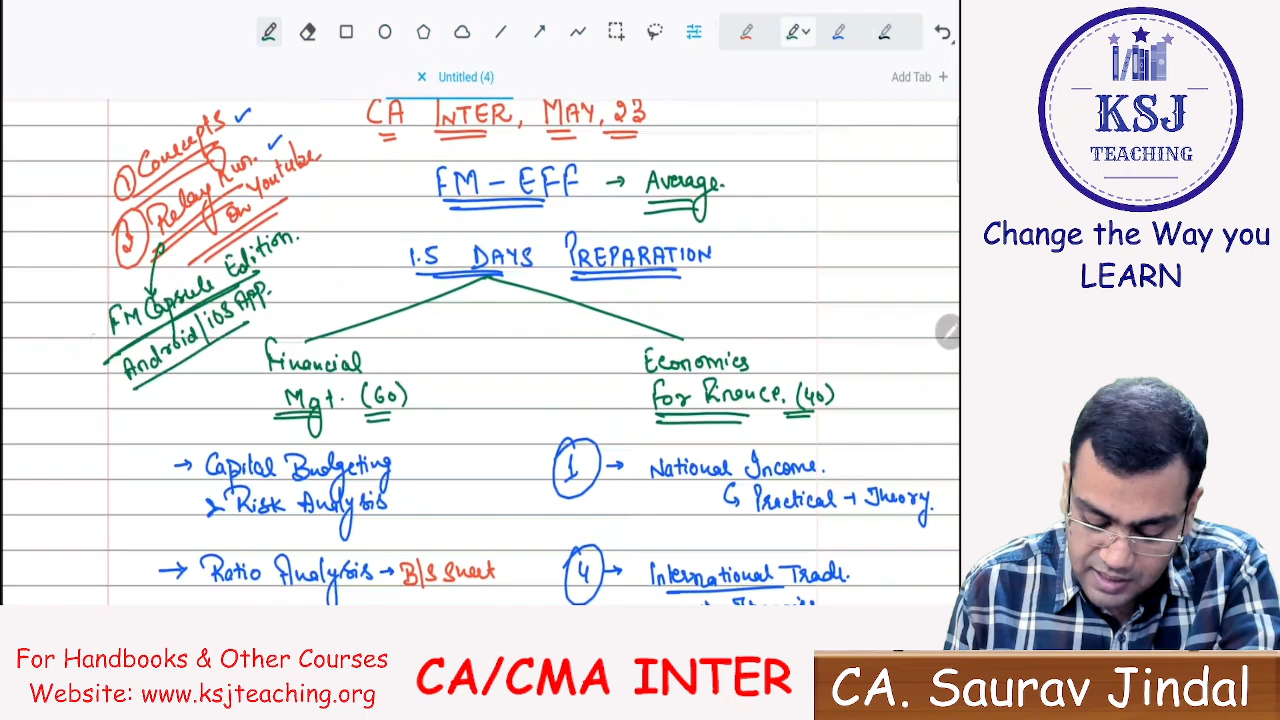 Untitled (4)
Add Tab +
CA INTER, MAY, 23
① Concepts ✓
② Relay Run. ✓
on Youtube
FM Capsule Edition.
Android/iOS App.
FM - EFF → Average.
1.5 DAYS PREPARATION
Financial
Mgt. (60)
Economics
For Finance. (40)
→ Capital Budgeting
& Risk Analysis
→ Ratio Analysis → B/S Sheet
1 → National Income.
↳ Practical + Theory.
4 → International Trade.
KSJ
TEACHING
Change the Way you
LEARN
For Handbooks & Other Courses
Website: www.ksjteaching.org
CA/CMA INTER
CA. Saurav Jindal